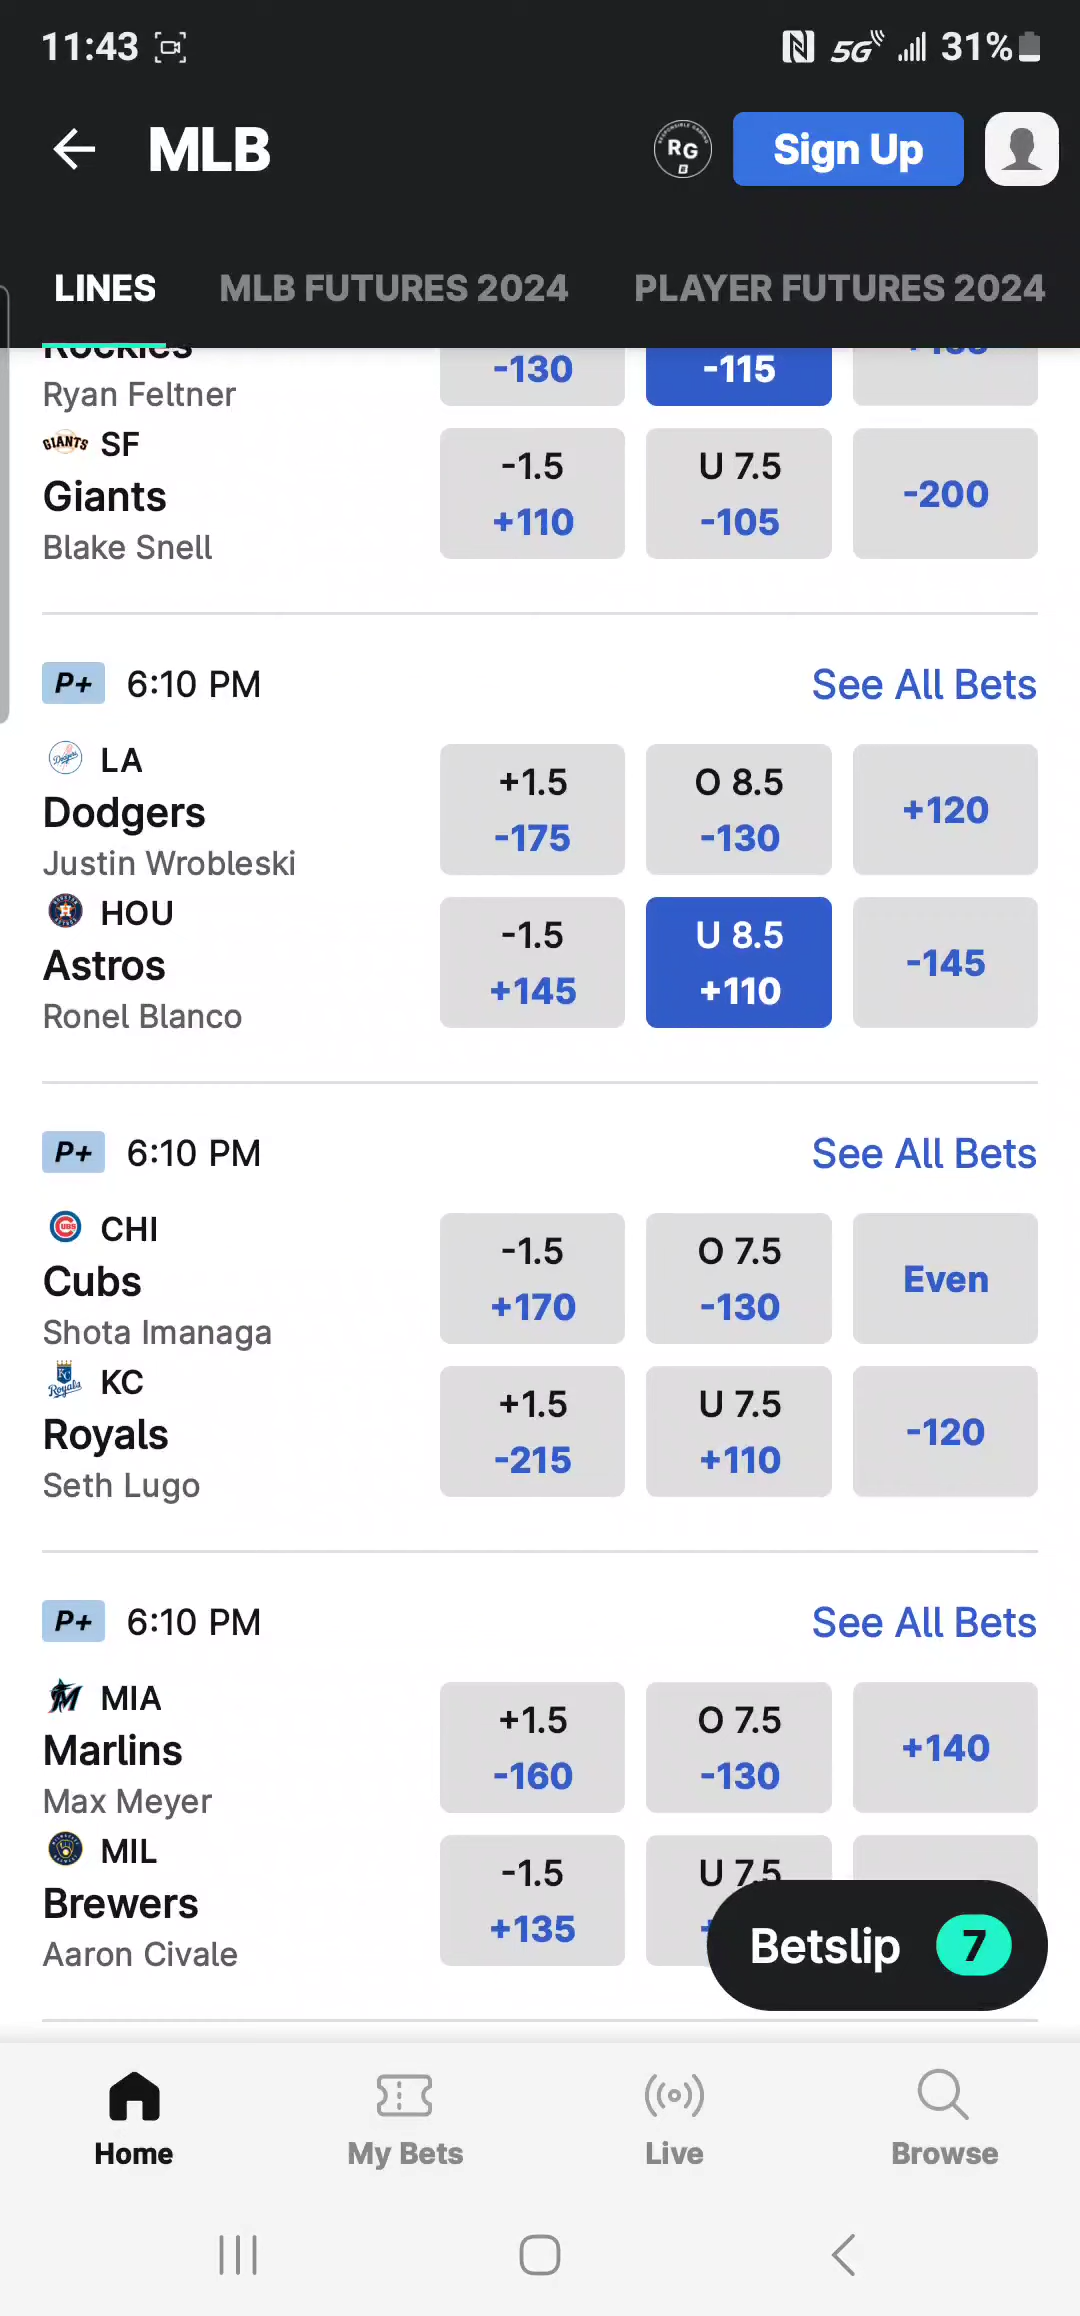 11:43 5G 31%
MLB RG Sign Up
LINES MLB FUTURES 2024 PLAYER FUTURES 2024
Rockies -130 -115
Ryan Feltner
GIANTS SF
Giants
Blake Snell
-1.5 U 7.5 -200
+110 -105
P+ 6:10 PM See All Bets
LA
Dodgers
Justin Wrobleski
+1.5 O 8.5 +120
-175 -130
HOU
Astros
Ronel Blanco
-1.5 U 8.5 -145
+145 +110
P+ 6:10 PM See All Bets
CHI
Cubs
Shota Imanaga
-1.5 O 7.5 Even
+170 -130
KC
Royals
Seth Lugo
+1.5 U 7.5 -120
-215 +110
P+ 6:10 PM See All Bets
MIA
Marlins
Max Meyer
+1.5 O 7.5 +140
-160 -130
MIL
Brewers
Aaron Civale
-1.5 U 7.5
+135
Betslip 7
Home My Bets Live Browse